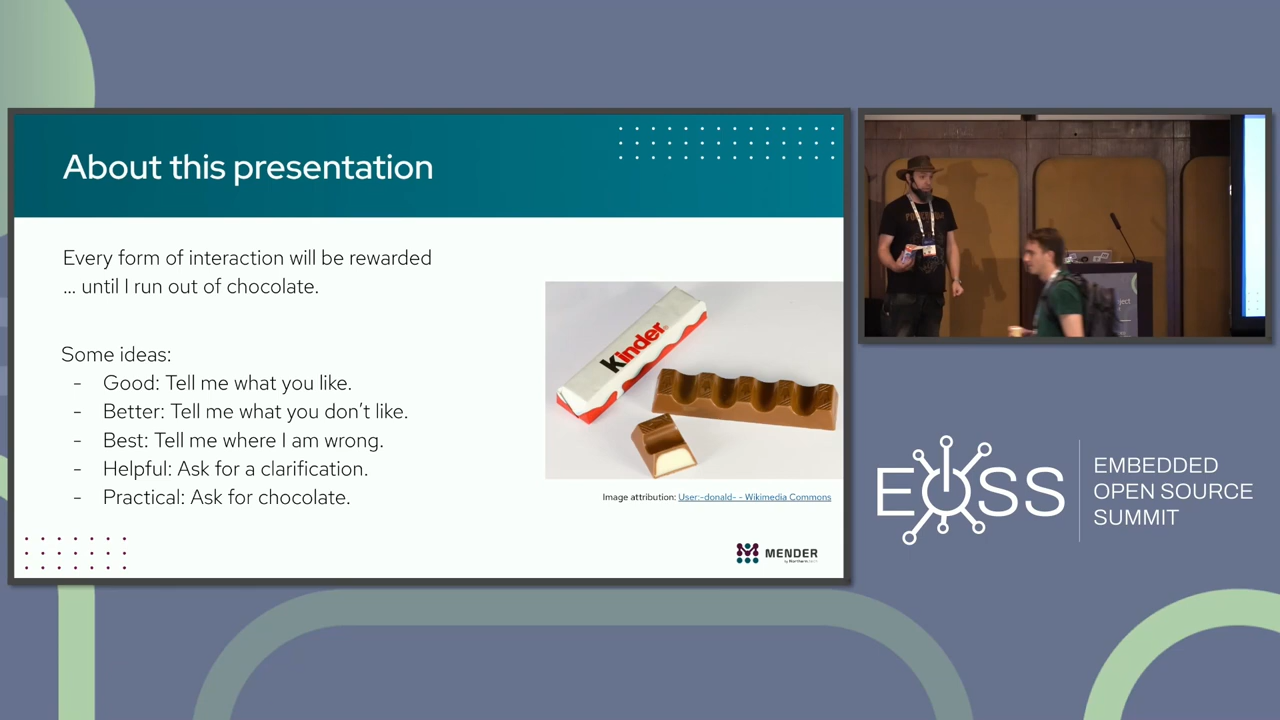 About this presentation
Every form of interaction will be rewarded
... until I run out of chocolate.
Some ideas:
- Good: Tell me what you like.
- Better: Tell me what you don’t like.
- Best: Tell me where I am wrong.
- Helpful: Ask for a clarification.
- Practical: Ask for chocolate.
kinder
Image attribution: User:-donald- - Wikimedia Commons
MENDER
EOSS
EMBEDDED
OPEN SOURCE
SUMMIT